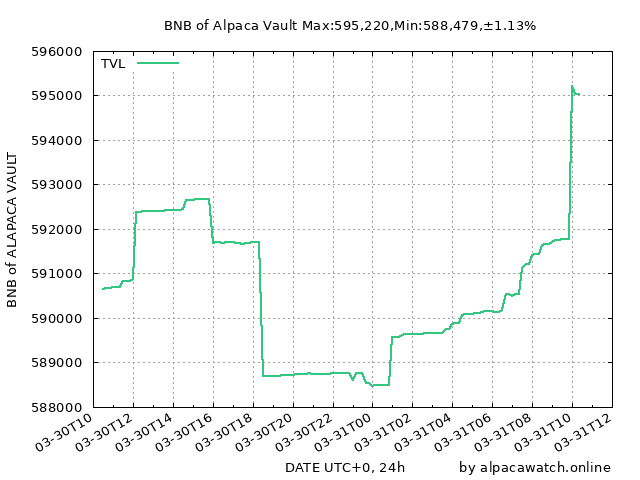 BNB of Alpaca Vault Max:595,220,Min:588,479,±1.13%
TVL
596000
595000
594000
593000
592000
591000
590000
589000
588000
BNB of ALAPACA VAULT
03-30T10
03-30T12
03-30T14
03-30T16
03-30T18
03-30T20
03-30T22
03-31T00
03-31T02
03-31T04
03-31T06
03-31T08
03-31T10
03-31T12
DATE UTC+0, 24h
by alpacawatch.online